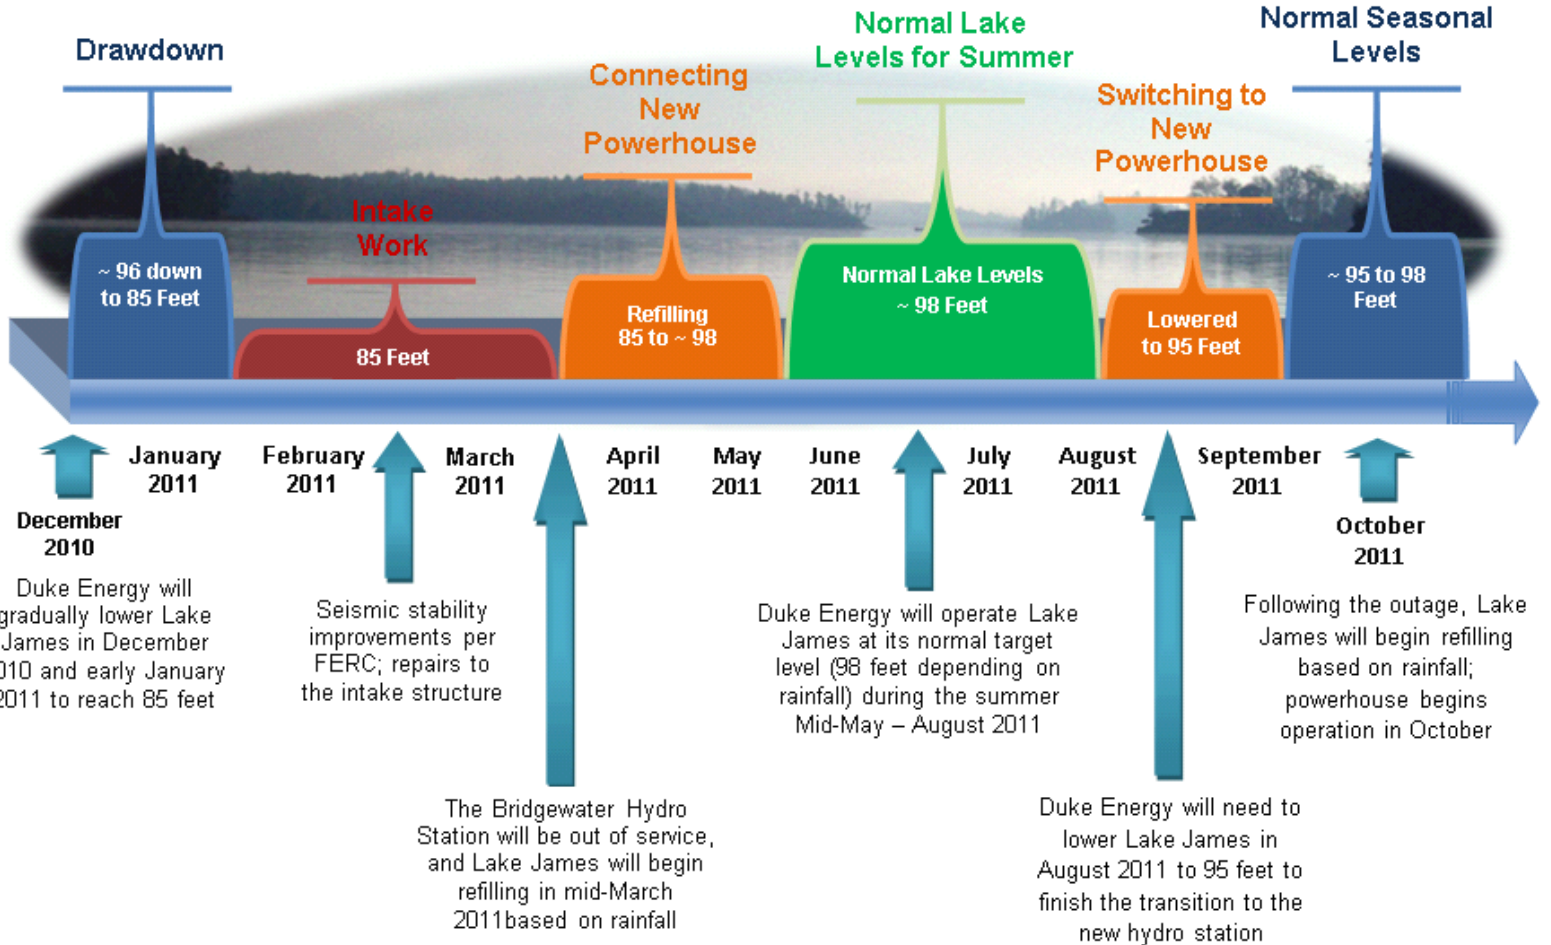 Drawdown
Intake
Work
Connecting
New
Powerhouse
Normal Lake
Levels for Summer
Switching to
New
Powerhouse
Normal Seasonal
Levels
~ 96 down
to 85 Feet
85 Feet
Refilling
85 to ~ 98
Normal Lake Levels
~ 98 Feet
Lowered
to 95 Feet
~ 95 to 98
Feet
December
2010
January
2011
February
2011
March
2011
April
2011
May
2011
June
2011
July
2011
August
2011
September
2011
October
2011
Duke Energy will
gradually lower Lake
James in December
010 and early January
2011 to reach 85 feet
Seismic stability
improvements per
FERC; repairs to
the intake structure
The Bridgewater Hydro
Station will be out of service,
and Lake James will begin
refilling in mid-March
2011based on rainfall
Duke Energy will operate Lake
James at its normal target
level (98 feet depending on
rainfall) during the summer
Mid-May – August 2011
Duke Energy will need to
lower Lake James in
August 2011 to 95 feet to
finish the transition to the
new hydro station
Following the outage, Lake
James will begin refilling
based on rainfall;
powerhouse begins
operation in October